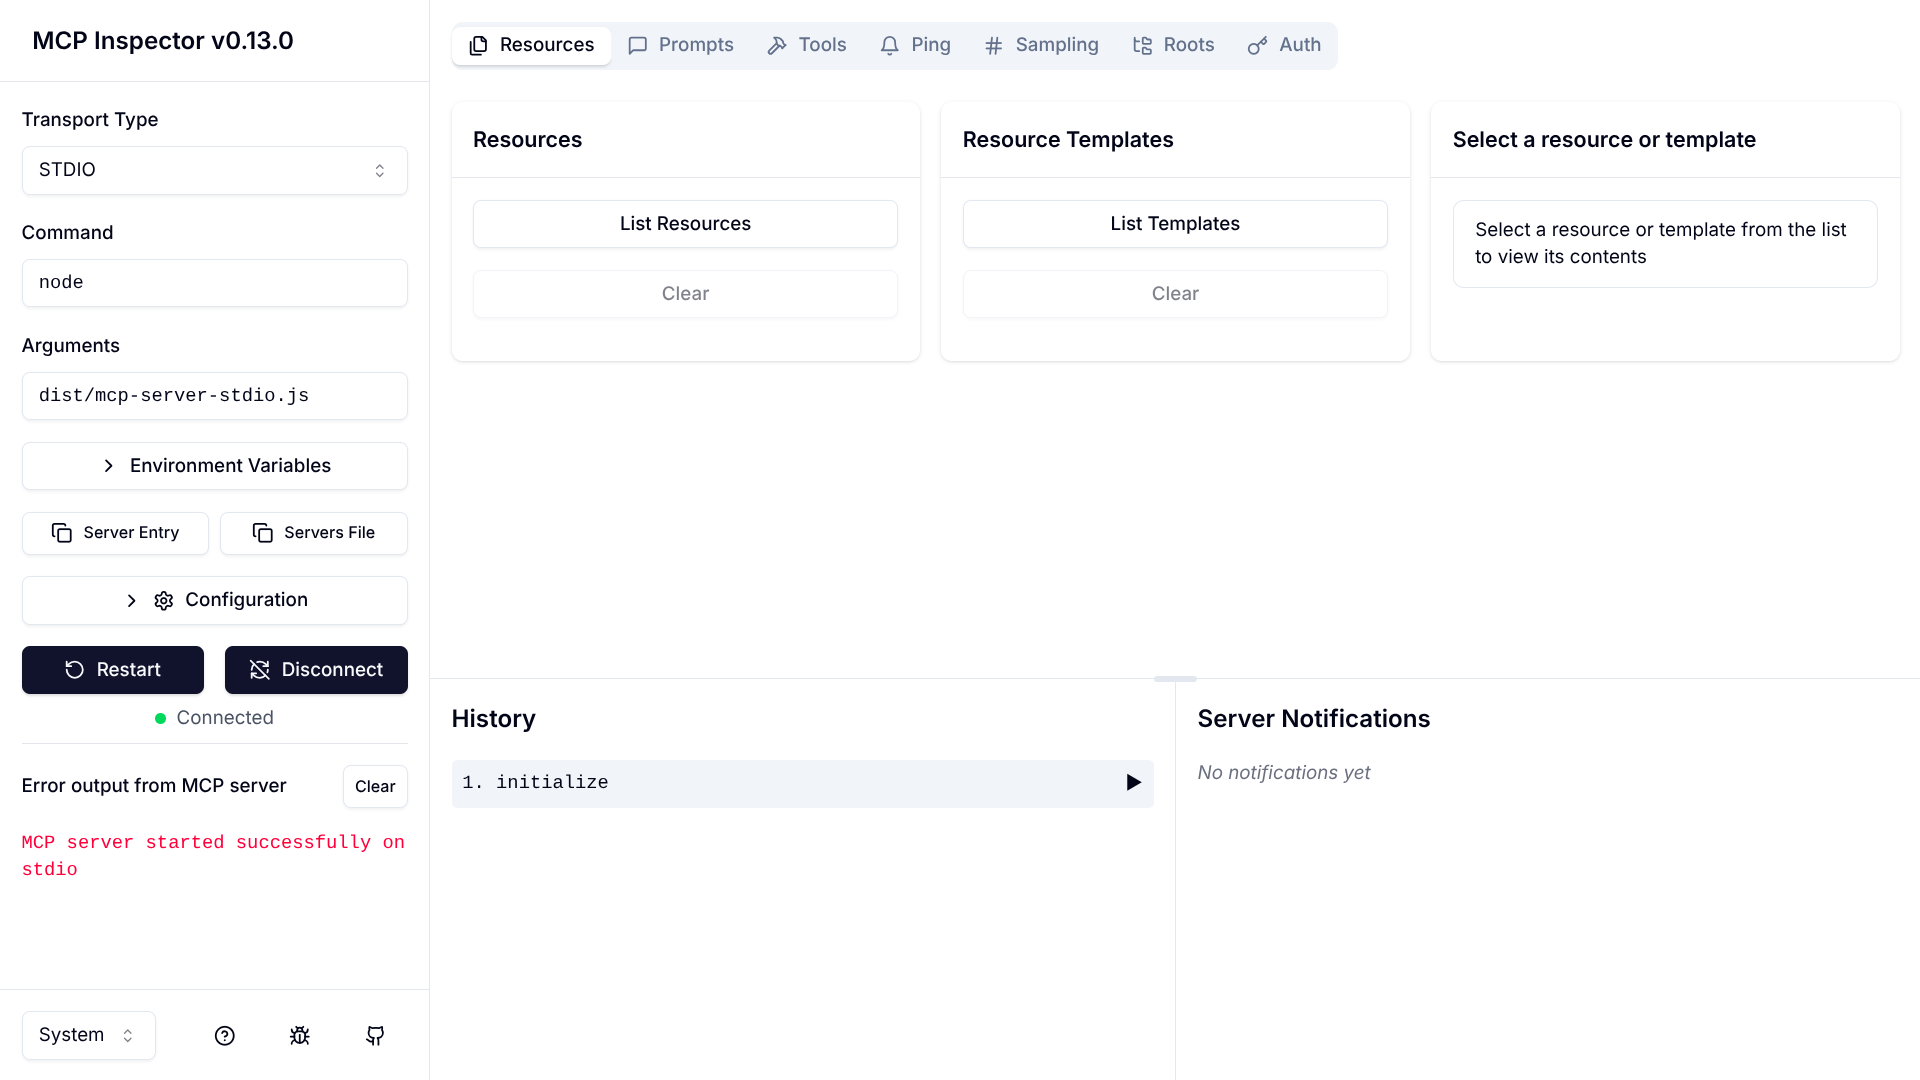 MCP Inspector v0.13.0
Transport Type
STDIO
Command
node
Arguments
dist/mcp-server-stdio.js
Environment Variables
Server Entry
Servers File
Configuration
Restart
Disconnect
Connected
Error output from MCP server
Clear
MCP server started successfully on
stdio
System
Resources
Prompts
Tools
Ping
Sampling
Roots
Auth
Resources
List Resources
Clear
Resource Templates
List Templates
Clear
Select a resource or template
Select a resource or template from the list
to view its contents
History
1. initialize
Server Notifications
No notifications yet